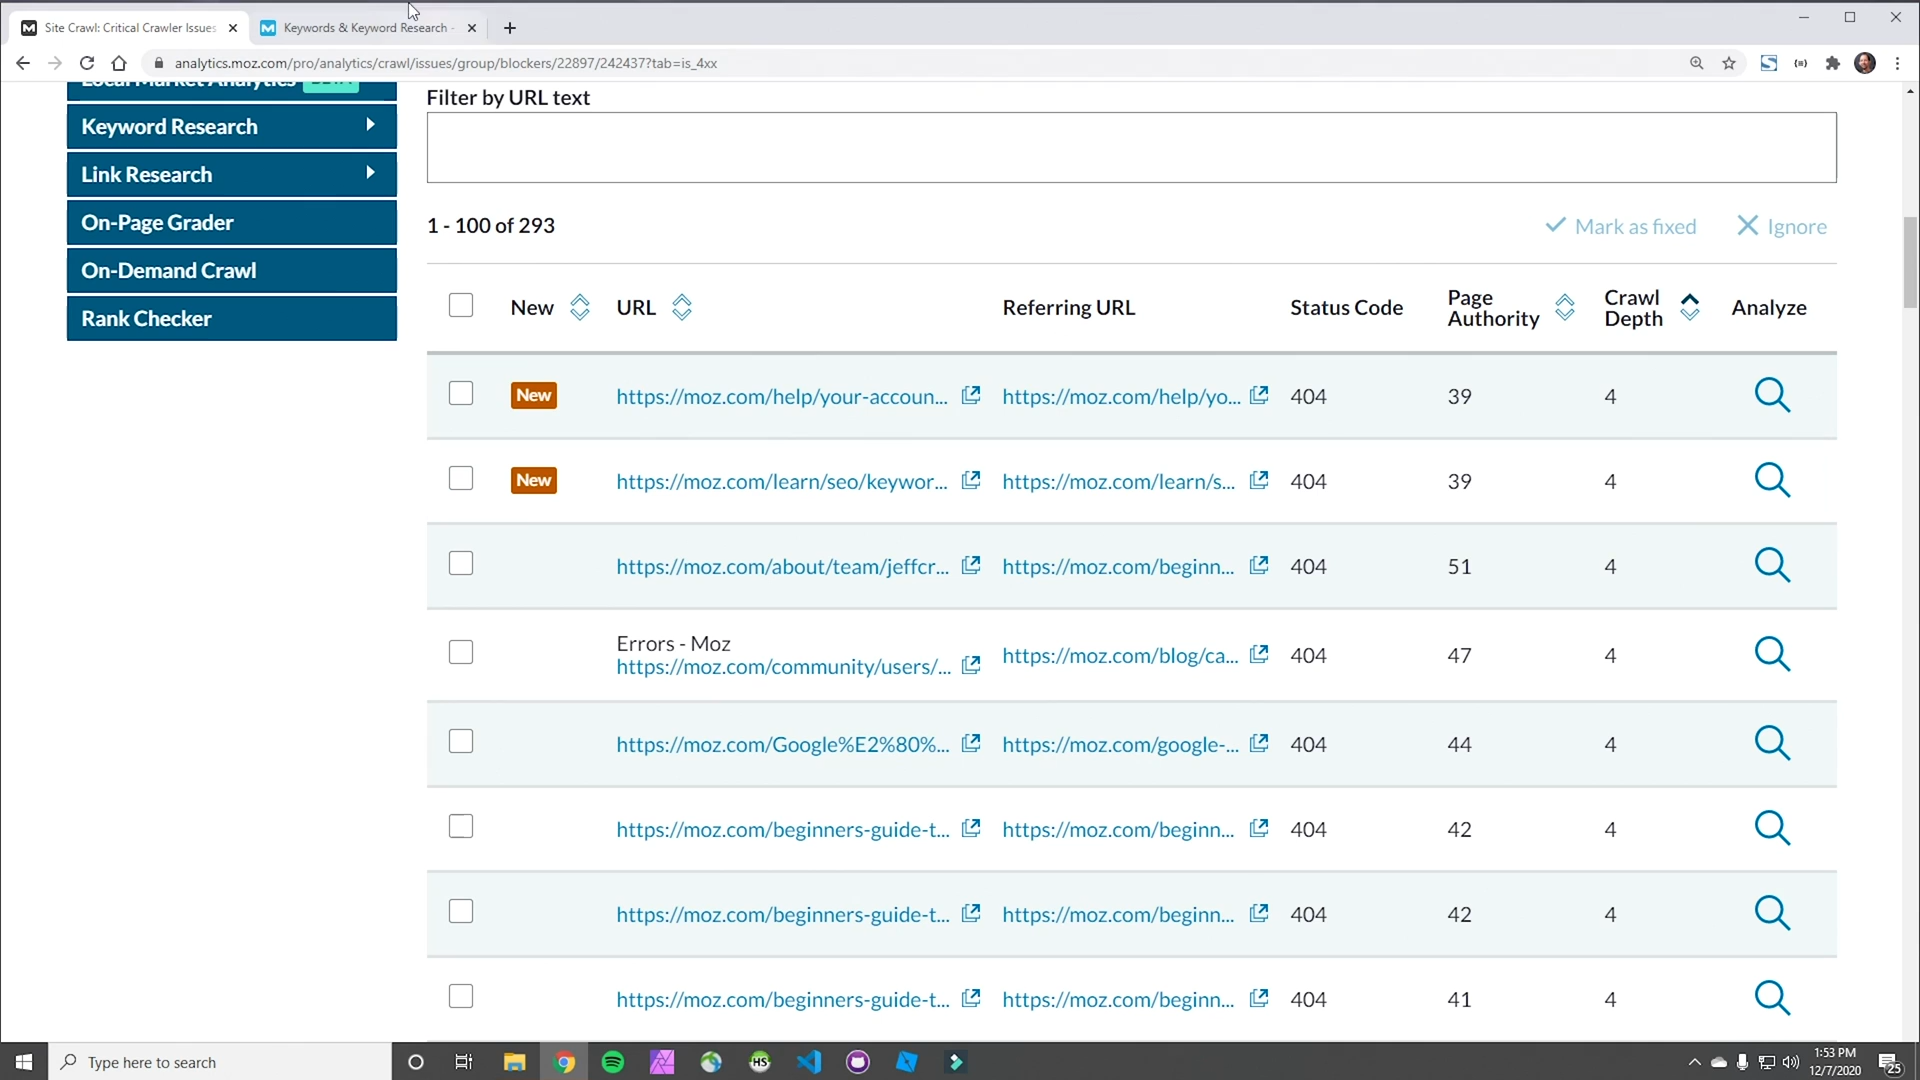 Site Crawl: Critical Crawler Issues
Keywords & Keyword Research -
analytics.moz.com/pro/analytics/crawl/issues/group/blockers/22897/242437?tab=is_4xx
Local Market Analytics
Keyword Research
Link Research
On-Page Grader
On-Demand Crawl
Rank Checker
Filter by URL text
1 - 100 of 293
Mark as fixed
Ignore
New URL Referring URL Status Code Page Authority Crawl Depth Analyze
New https://moz.com/help/your-accoun... https://moz.com/help/yo... 404 39 4
New https://moz.com/learn/seo/keywor... https://moz.com/learn/s... 404 39 4
https://moz.com/about/team/jeffcr... https://moz.com/beginn... 404 51 4
Errors - Moz
https://moz.com/community/users/... https://moz.com/blog/ca... 404 47 4
https://moz.com/Google%E2%80%... https://moz.com/google-... 404 44 4
https://moz.com/beginners-guide-t... https://moz.com/beginn... 404 42 4
https://moz.com/beginners-guide-t... https://moz.com/beginn... 404 42 4
https://moz.com/beginners-guide-t... https://moz.com/beginn... 404 41 4
Type here to search
HS
1:53 PM
12/7/2020
25